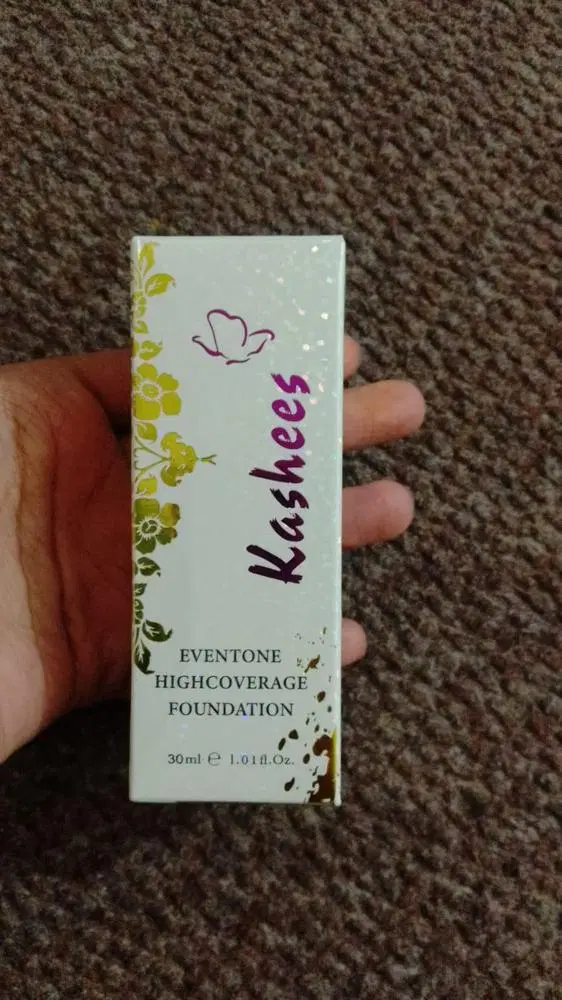 Kashees
EVENTONE
HIGHCOVERAGE
FOUNDATION
30ml ℮ 1.01fl.Oz.